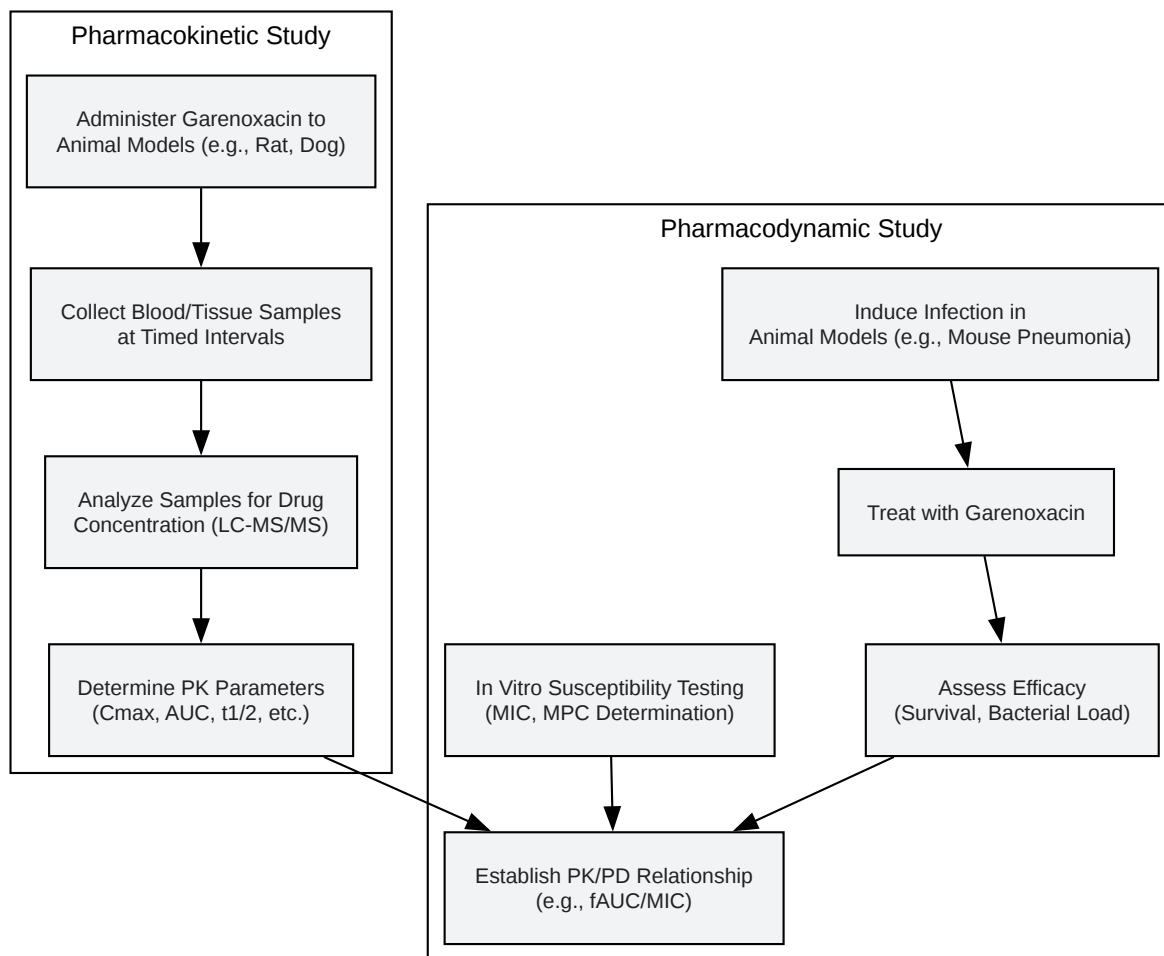 Pharmacokinetic Study
Administer Garenoxacin to
Animal Models (e.g., Rat, Dog)
Collect Blood/Tissue Samples
at Timed Intervals
Analyze Samples for Drug
Concentration (LC-MS/MS)
Determine PK Parameters
(Cmax, AUC, t1/2, etc.)
Pharmacodynamic Study
Induce Infection in
Animal Models (e.g., Mouse Pneumonia)
Treat with Garenoxacin
In Vitro Susceptibility Testing
(MIC, MPC Determination)
Assess Efficacy
(Survival, Bacterial Load)
Establish PK/PD Relationship
(e.g., fAUC/MIC)